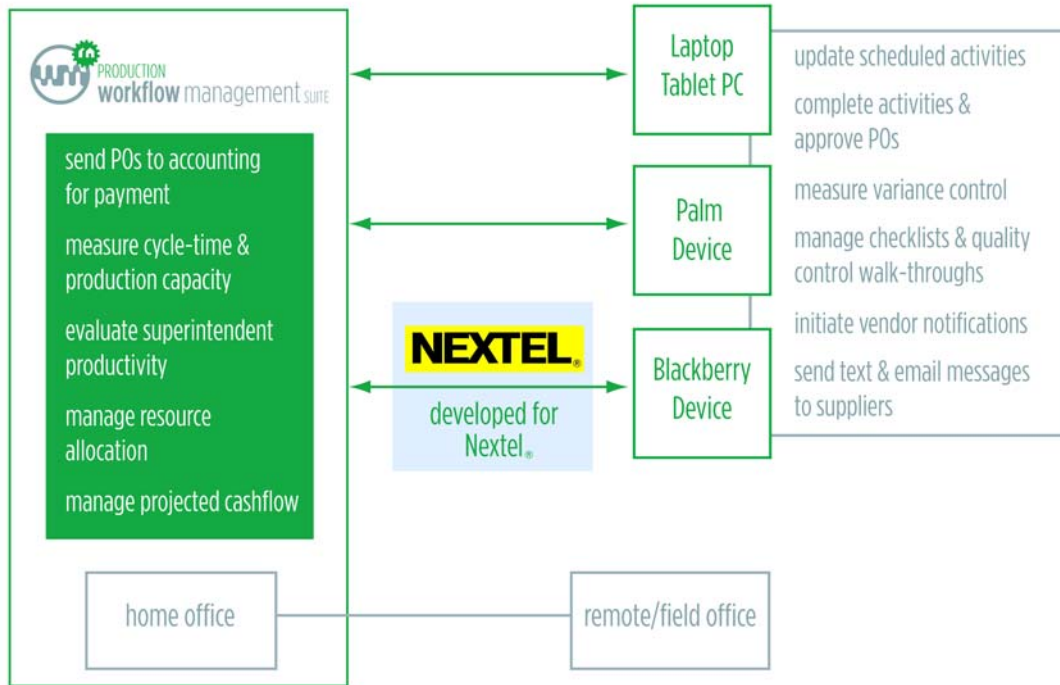 wm
PRODUCTION
workflow management SUITE
send POs to accounting
for payment
measure cycle-time &
production capacity
evaluate superintendent
productivity
manage resource
allocation
manage projected cashflow
home office
NEXTEL®
developed for
Nextel®
Laptop
Tablet PC
Palm
Device
Blackberry
Device
remote/field office
update scheduled activities
complete activities &
approve POs
measure variance control
manage checklists & quality
control walk-throughs
initiate vendor notifications
send text & email messages
to suppliers